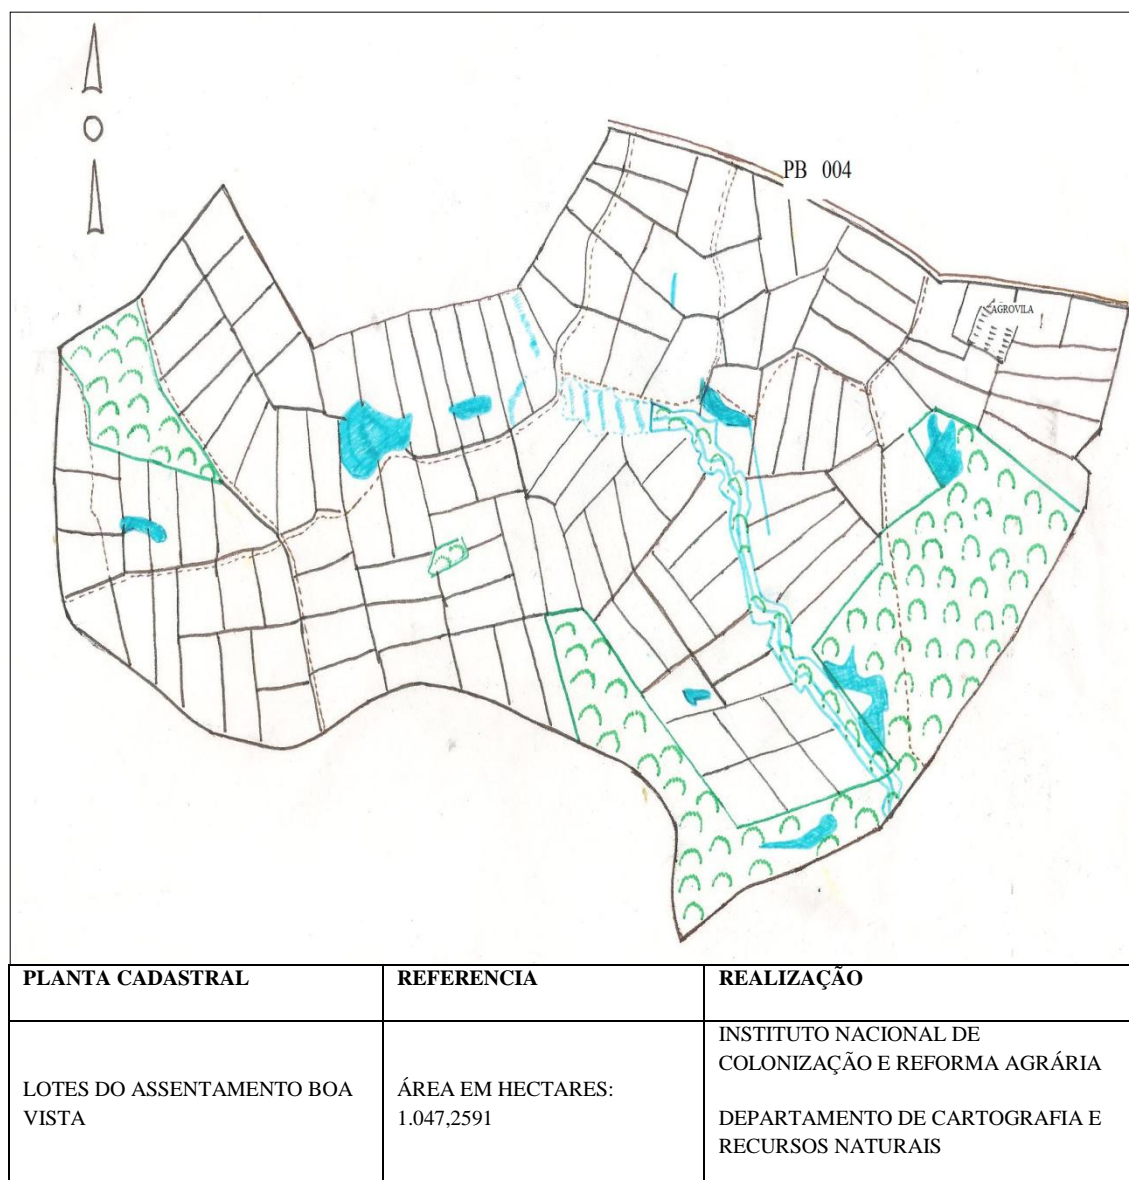 PB 004
AGROVILA
PLANTA CADASTRAL
REFERENCIA
REALIZAÇÃO
LOTES DO ASSENTAMENTO BOA
VISTA
ÁREA EM HECTARES:
1.047,2591
INSTITUTO NACIONAL DE
COLONIZAÇÃO E REFORMA AGRÁRIA
DEPARTAMENTO DE CARTOGRAFIA E
RECURSOS NATURAIS